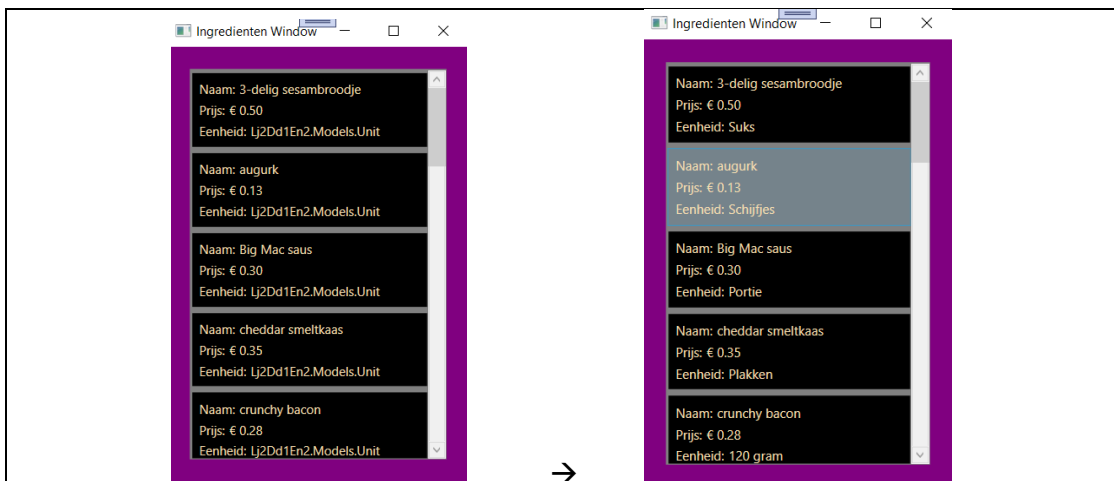 Ingredienten Window
Naam: 3-delig sesambroodje
Prijs: € 0.50
Eenheid: Lj2Dd1En2.Models.Unit
Naam: augurk
Prijs: € 0.13
Eenheid: Lj2Dd1En2.Models.Unit
Naam: Big Mac saus
Prijs: € 0.30
Eenheid: Lj2Dd1En2.Models.Unit
Naam: cheddar smeltkaas
Prijs: € 0.35
Eenheid: Lj2Dd1En2.Models.Unit
Naam: crunchy bacon
Prijs: € 0.28
Eenheid: Lj2Dd1En2.Models.Unit
→
Ingredienten Window
Naam: 3-delig sesambroodje
Prijs: € 0.50
Eenheid: Suks
Naam: augurk
Prijs: € 0.13
Eenheid: Schijfjes
Naam: Big Mac saus
Prijs: € 0.30
Eenheid: Portie
Naam: cheddar smeltkaas
Prijs: € 0.35
Eenheid: Plakken
Naam: crunchy bacon
Prijs: € 0.28
Eenheid: 120 gram